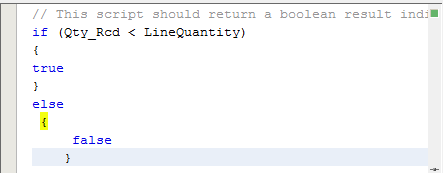 // This script should return a boolean result indi
if (Qty_Rcd < LineQuantity)
{
true
}
else
{
false
}